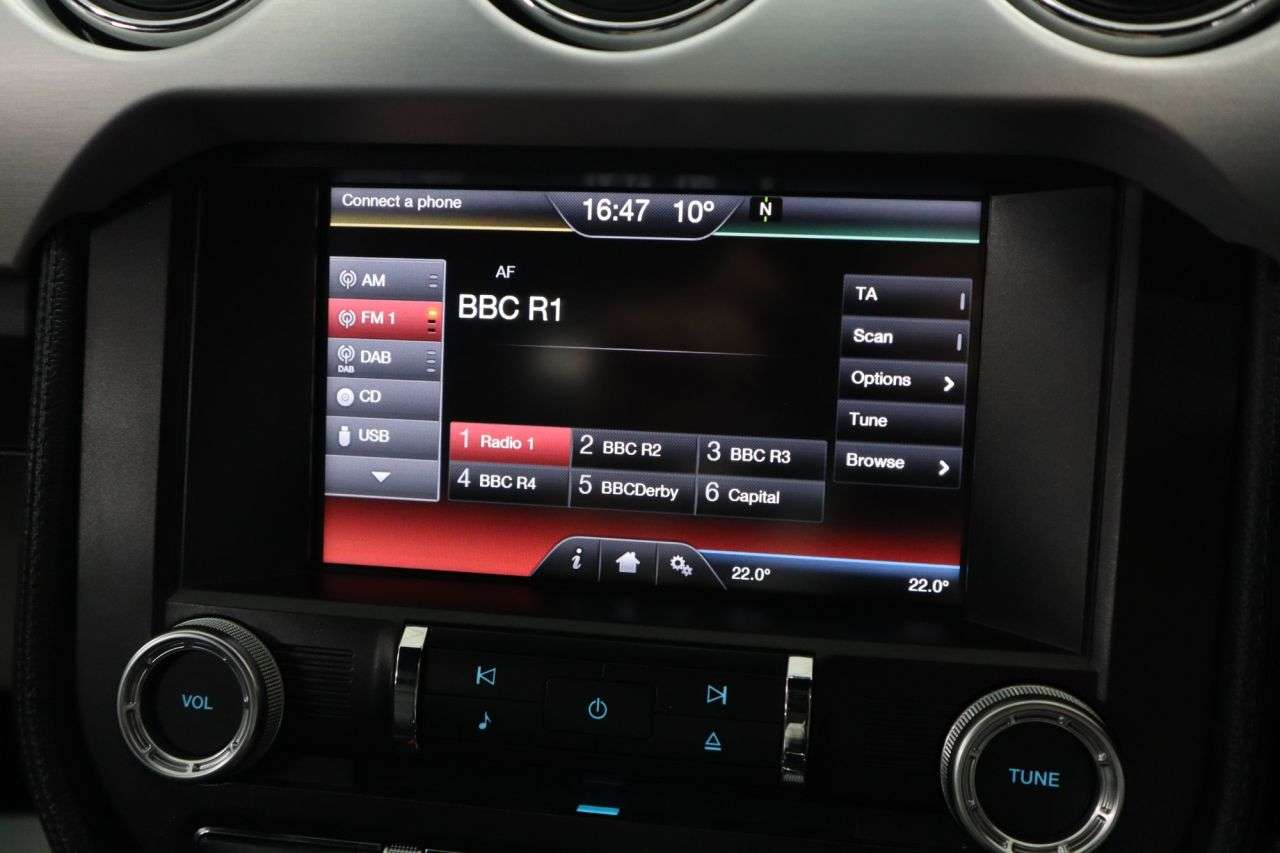 Connect a phone
16:47 10°
N
AM
FM 1
DAB
DAB
CD
USB
AF
BBC R1
TA
Scan
Options
Tune
Browse
1 Radio 1
2 BBC R2
3 BBC R3
4 BBC R4
5 BBCDerby
6 Capital
i
22.0°
22.0°
VOL
TUNE